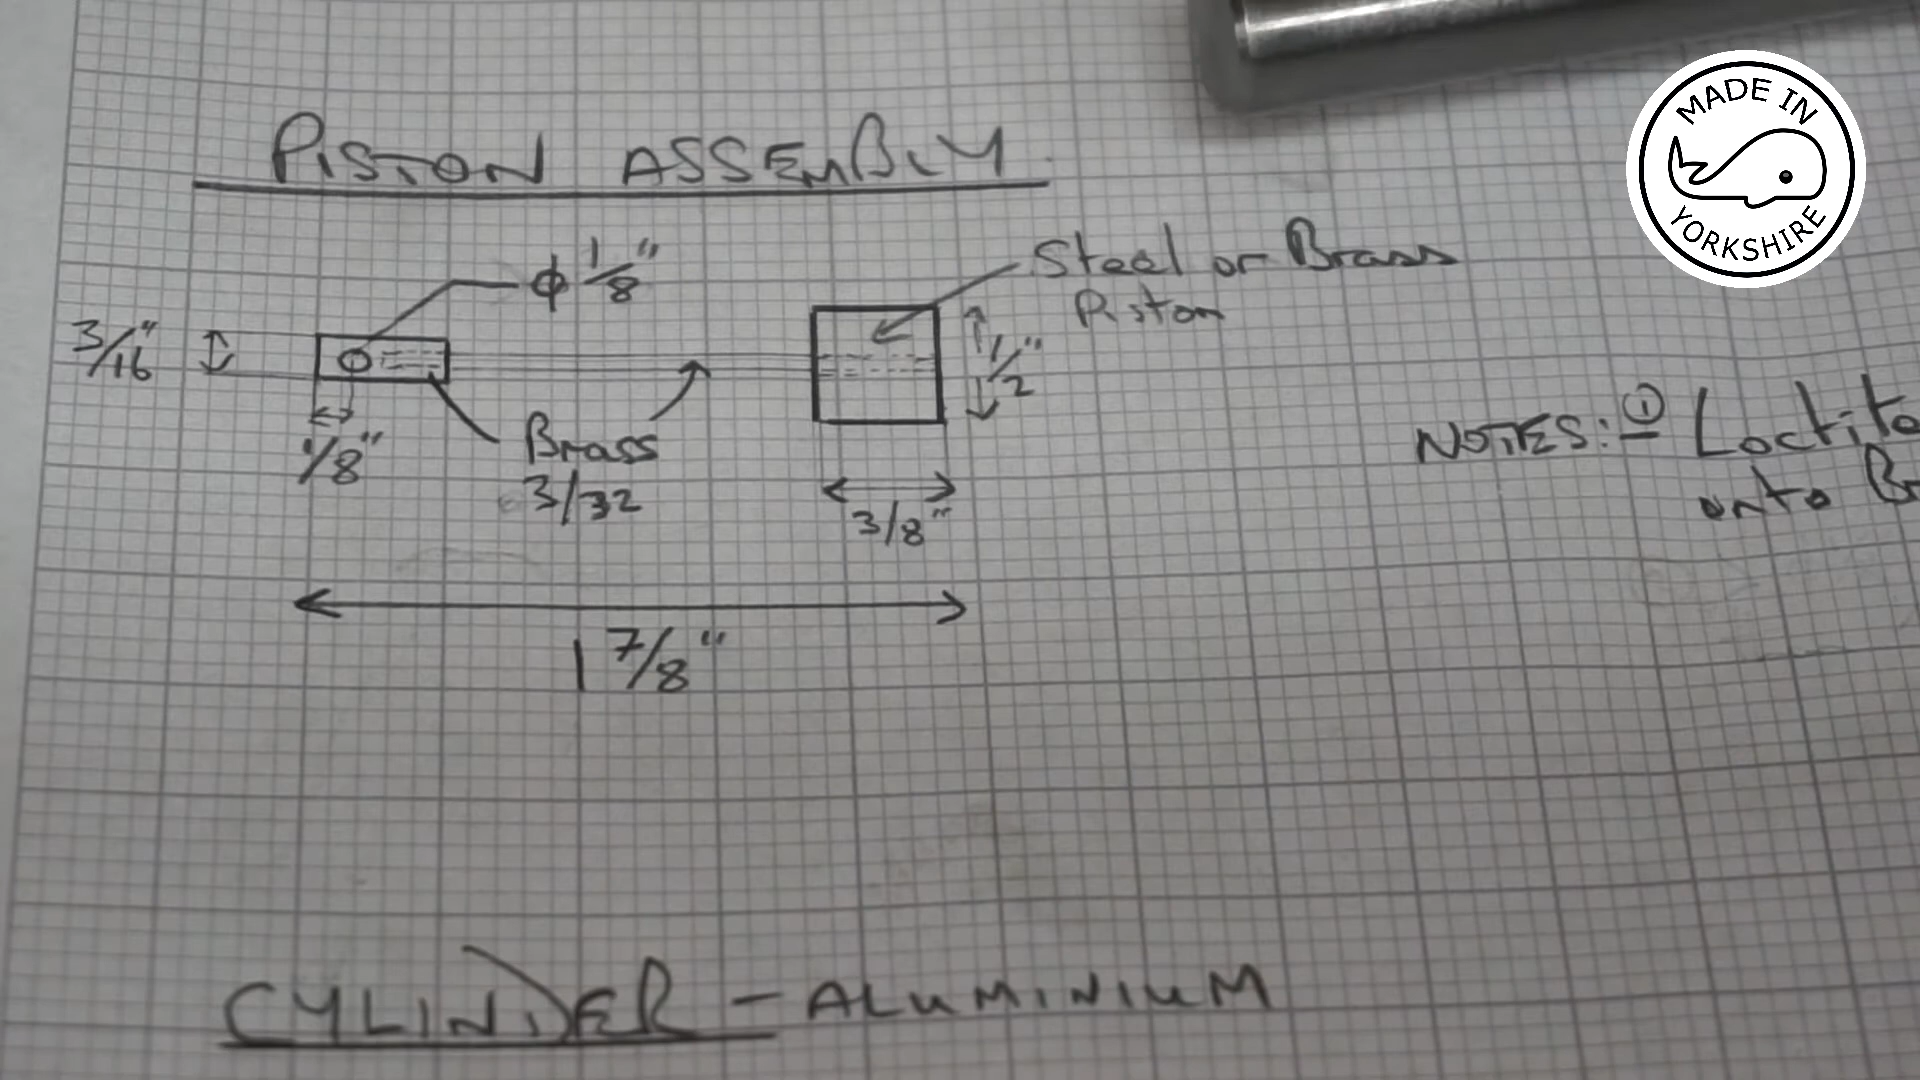 PISTON ASSEMBLY
ϕ 1/8"
Steel or Brass
Piston
3/16"
1/2"
1/8"
Brass
3/32
3/8"
1 7/8"
NOTES: ① Loctite
onto Br
CYLINDER - ALUMINIUM
MADE IN
YORKSHIRE